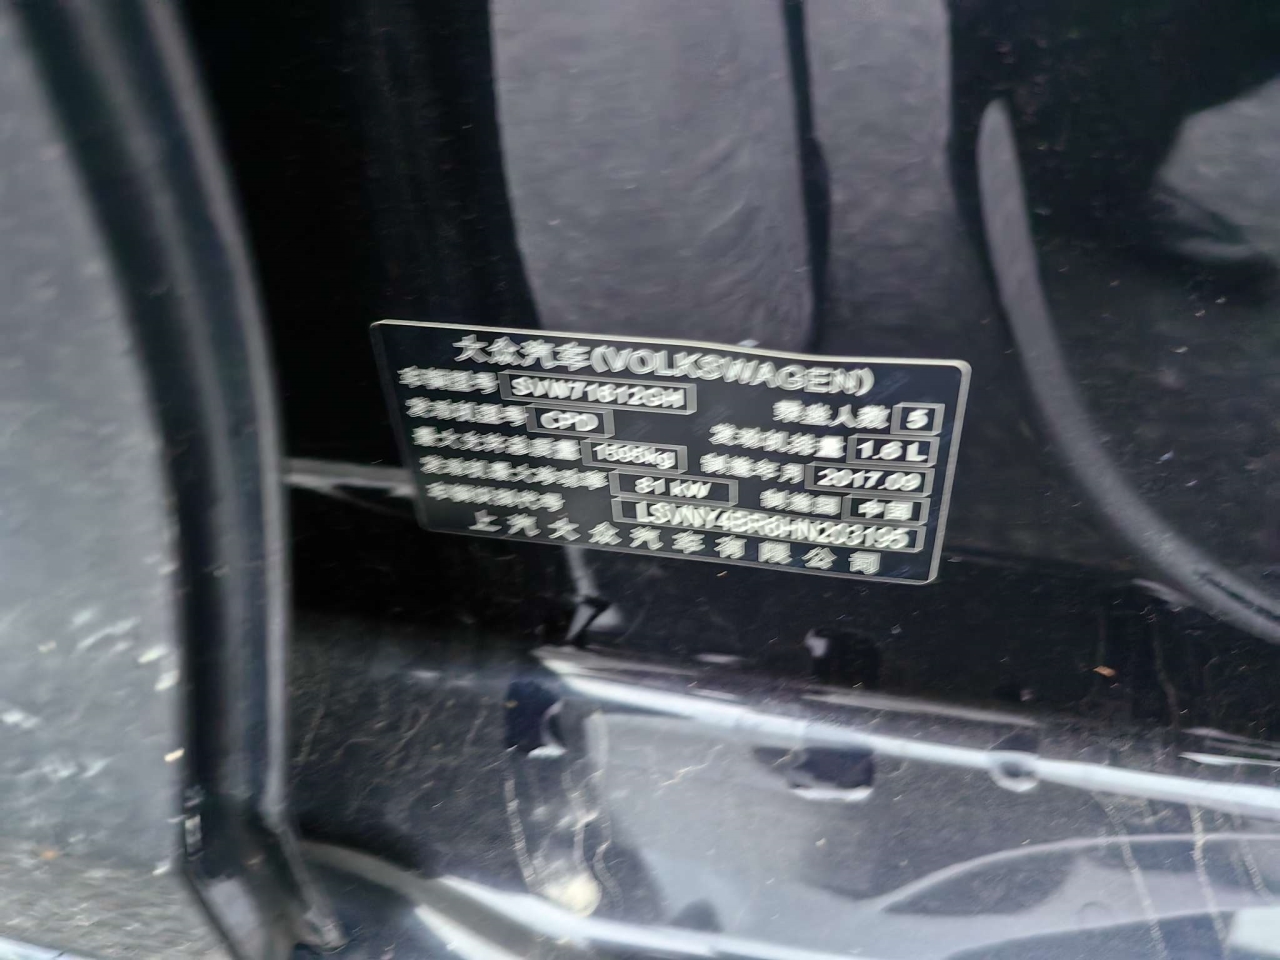 大众汽车(VOLKSWAGEN)
车辆型号 SVW71612GH 乘坐人数 5
发动机型号 CPD 发动机排量 1.6 L
最大允许总质量 1595kg 制造年月 2017.09
发动机最大净功率 81 kW 制造国 中国
车辆识别代号
上汽大众汽车有限公司